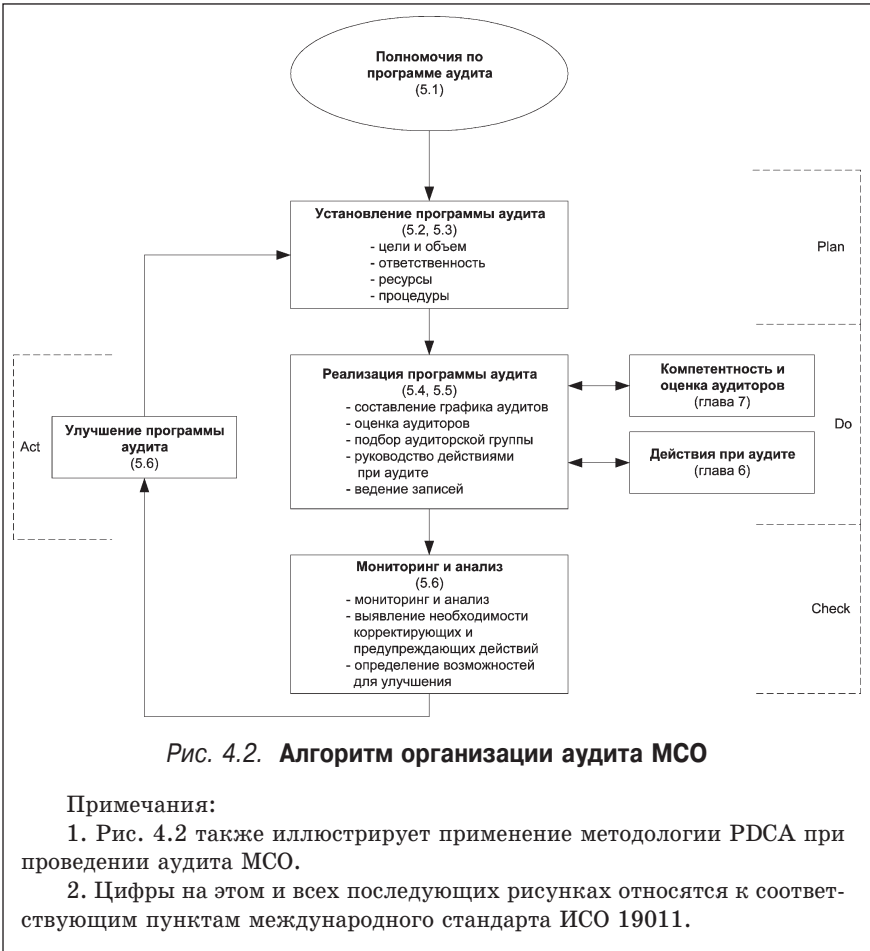 Полномочия по
программе аудита
(5.1)
Установление программы аудита
(5.2, 5.3)
- цели и объем
- ответственность
- ресурсы
- процедуры
Plan
Реализация программы аудита
(5.4, 5.5)
- составление графика аудитов
- оценка аудиторов
- подбор аудиторской группы
- руководство действиями
при аудите
- ведение записей
Компетентность и
оценка аудиторов
(глава 7)
Действия при аудите
(глава 6)
Do
Act
Улучшение программы
аудита
(5.6)
Мониторинг и анализ
(5.6)
- мониторинг и анализ
- выявление необходимости
корректирующих и
предупреждающих действий
- определение возможностей
для улучшения
Check
Рис. 4.2. Алгоритм организации аудита МСО
Примечания:
1. Рис. 4.2 также иллюстрирует применение методологии PDCA при
проведении аудита МСО.
2. Цифры на этом и всех последующих рисунках относятся к соответ-
ствующим пунктам международного стандарта ИСО 19011.